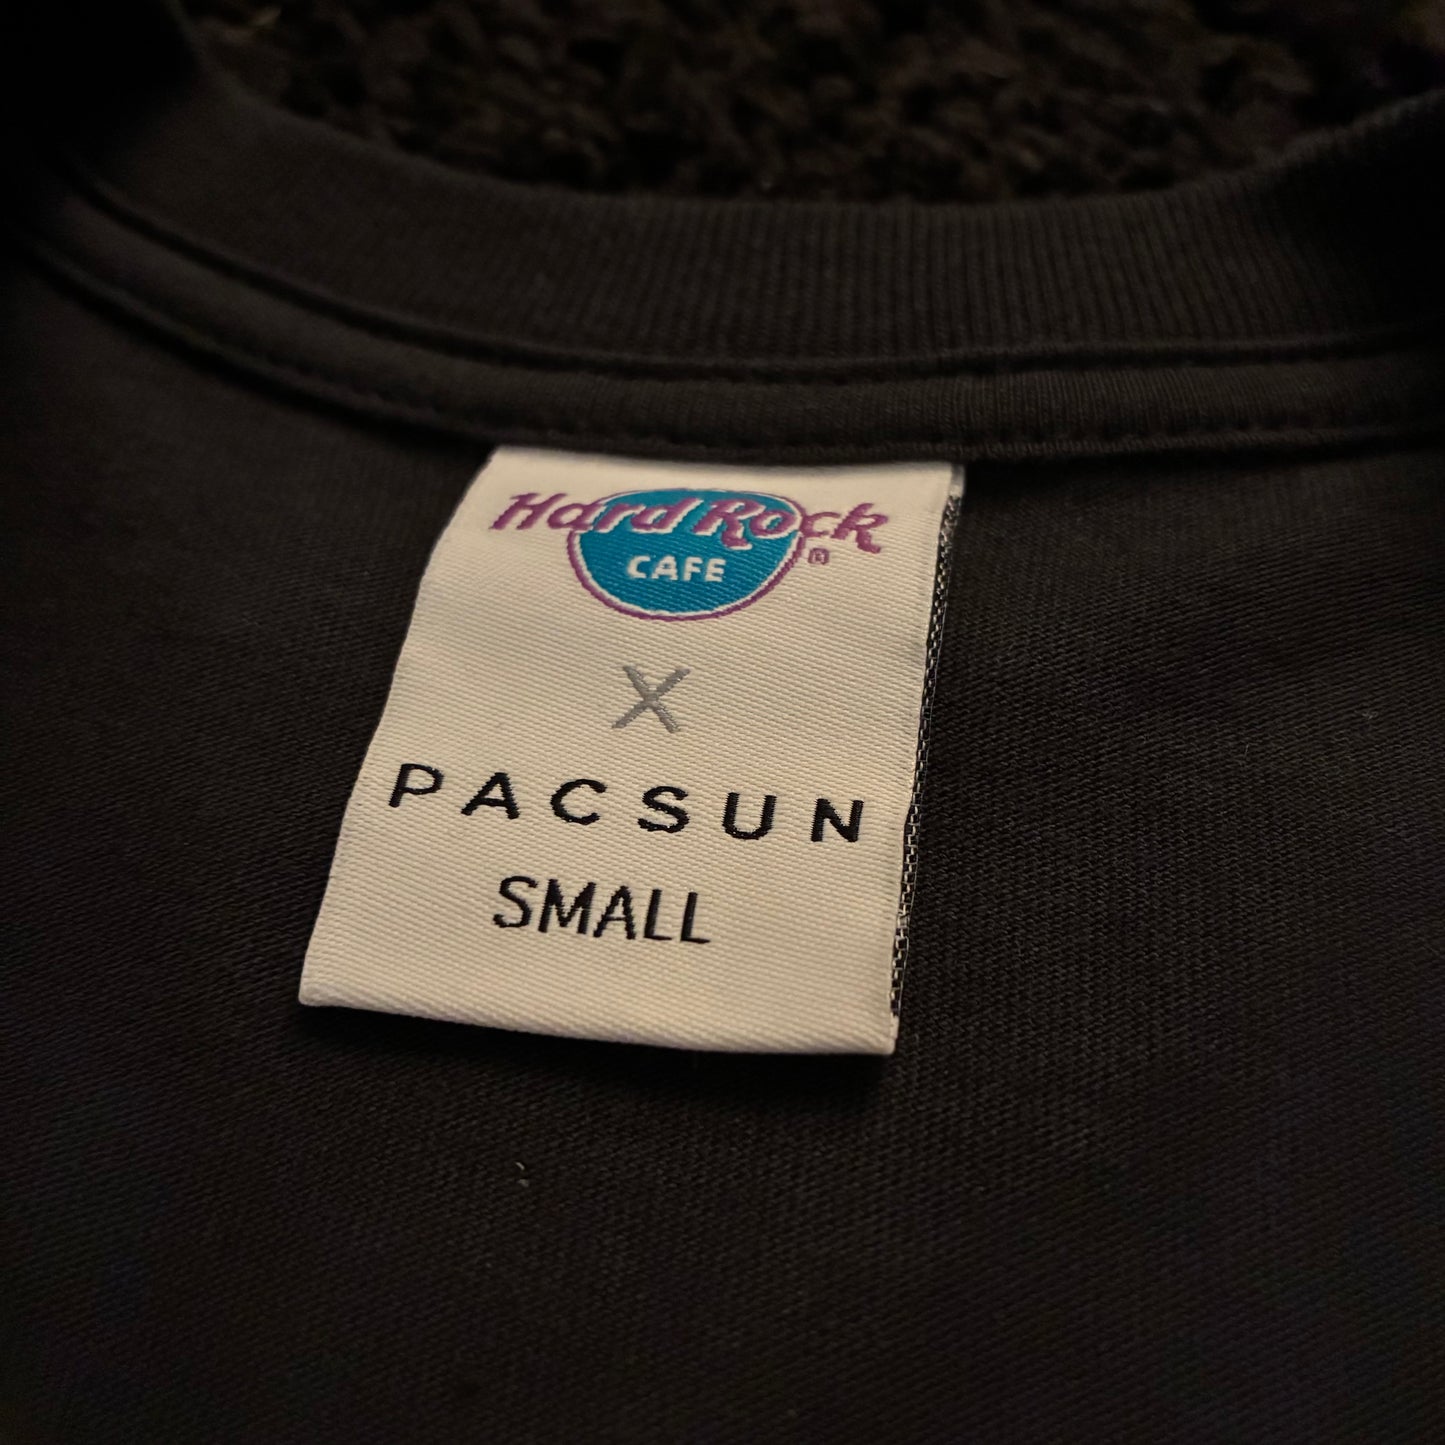 Hard Rock
CAFE
®
X
PACSUN
SMALL